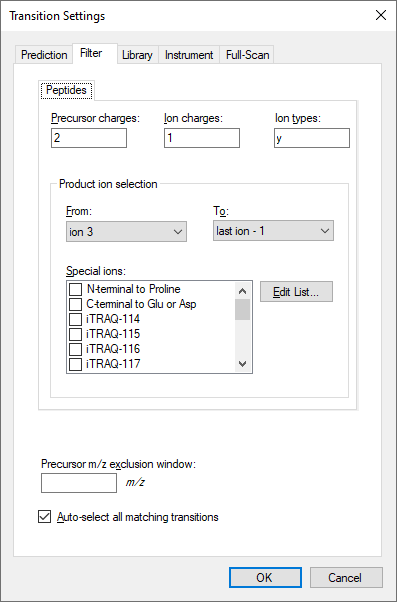 Transition Settings
Prediction Filter Library Instrument Full-Scan
Peptides
Precursor charges: Ion charges: Ion types:
2 1 y
Product ion selection
From: To:
ion 3 last ion - 1
Special ions:
N-terminal to Proline
C-terminal to Glu or Asp
iTRAQ-114
iTRAQ-115
iTRAQ-116
iTRAQ-117
Edit List...
Precursor m/z exclusion window:
m/z
Auto-select all matching transitions
OK Cancel